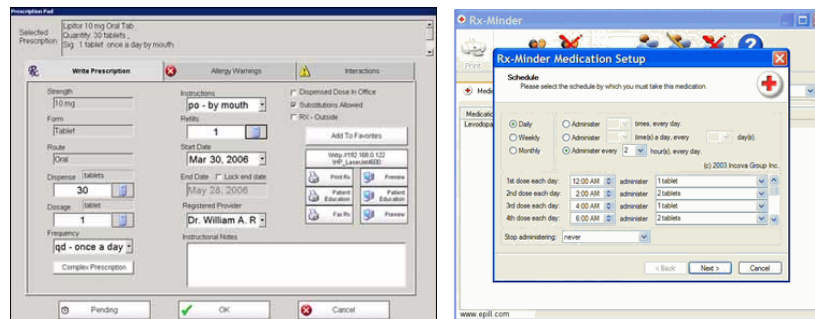 Prescription Pad
Selected Prescription
Lipitor 10 mg Oral Tab
Quantity 30 tablets ,
Sig 1 tablet once a day by mouth
Write Prescription
Allergy Warnings
Interactions
Strength
10 mg
Form
Tablet
Route
Oral
Dispense tablets
30
Dosage tablet
1
Frequency
qd - once a day
Complex Prescription
Instructions
po - by mouth
Refills
1
Start Date
Mar 30, 2006
End Date Lock end date
May 28, 2006
Registered Provider
Dr. William A. R
Instructional Notes
Dispensed Dose In Office
Substitutions Allowed
RX - Outside
Add To Favorites
Print Rx Preview
Patient Education Patient Education
Fax Rx Preview
Pending
OK
Cancel
Rx-Minder
Print
Rx-Minder Medication Setup
Schedule
Please select the schedule by which you must take this medication.
Daily
Weekly
Monthly
Administer times, every day.
Administer time(s) a day, every day(s).
Administer every 2 hour(s), every day.
(c) 2003 Incova Group Inc.
1st dose each day: 12:00 AM administer 1 tablet
2nd dose each day: 2:00 AM administer 2 tablets
3rd dose each day: 4:00 AM administer 1 tablet
4th dose each day: 6:00 AM administer 2 tablets
Stop administering: never
< Back Next > Cancel
Medicatio
Levodopa
www.epill.com